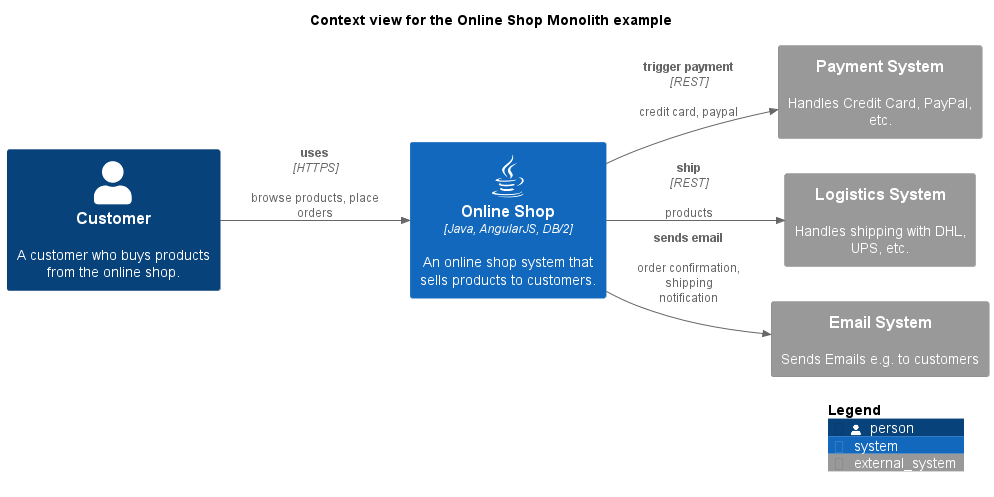 Context view for the Online Shop Monolith example
Customer
A customer who buys products
from the online shop.
uses
[HTTPS]
browse products, place
orders
Online Shop
[Java, AngularJS, DB/2]
An online shop system that
sells products to customers.
trigger payment
[REST]
credit card, paypal
ship
[REST]
products
sends email
order confirmation,
shipping
notification
Payment System
Handles Credit Card, PayPal,
etc.
Logistics System
Handles shipping with DHL,
UPS, etc.
Email System
Sends Emails e.g. to customers
Legend
person
system
external_system